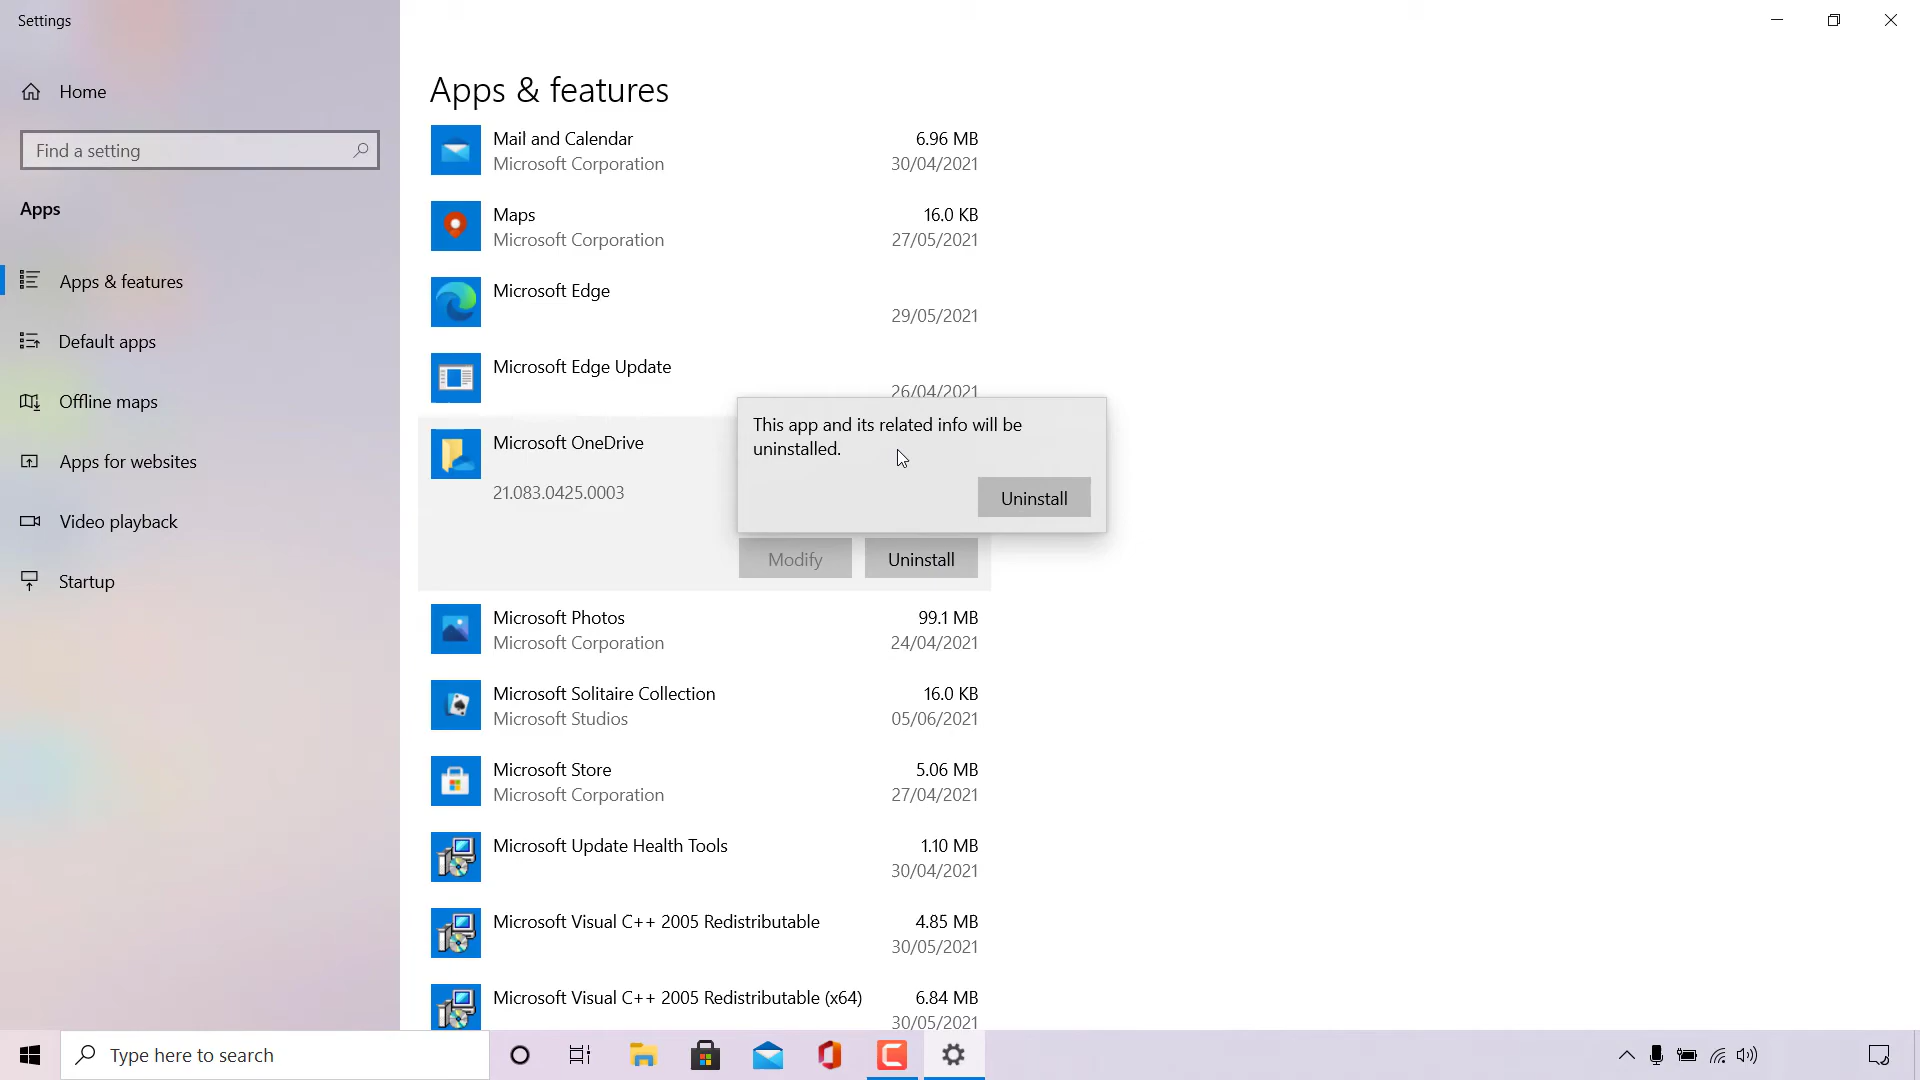 Settings
Home
Find a setting
Apps
Apps & features
Default apps
Offline maps
Apps for websites
Video playback
Startup
Apps & features
Mail and Calendar 6.96 MB
Microsoft Corporation 30/04/2021
Maps 16.0 KB
Microsoft Corporation 27/05/2021
Microsoft Edge
29/05/2021
Microsoft Edge Update
26/04/2021
Microsoft OneDrive
21.083.0425.0003
This app and its related info will be
uninstalled.
Uninstall
Modify Uninstall
Microsoft Photos 99.1 MB
Microsoft Corporation 24/04/2021
Microsoft Solitaire Collection 16.0 KB
Microsoft Studios 05/06/2021
Microsoft Store 5.06 MB
Microsoft Corporation 27/04/2021
Microsoft Update Health Tools 1.10 MB
30/04/2021
Microsoft Visual C++ 2005 Redistributable 4.85 MB
30/05/2021
Microsoft Visual C++ 2005 Redistributable (x64) 6.84 MB
30/05/2021
Type here to search